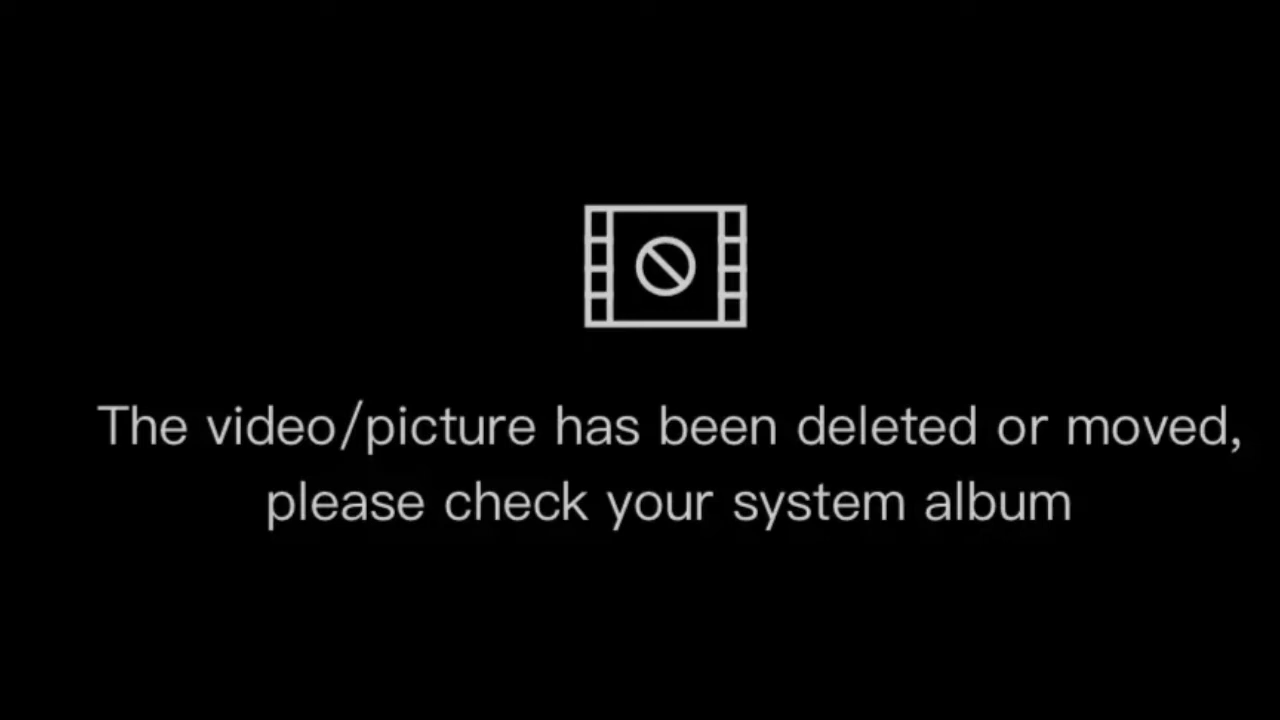 The video/picture has been deleted or moved,
please check your system album